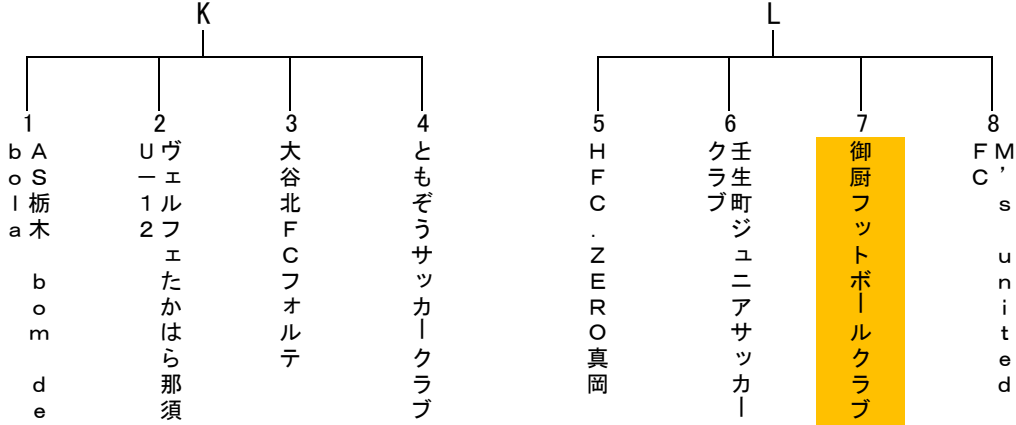 K
L
1
2
3
4
5
6
7
8
AS栃木 bom de
bola
ヴェルフェたかはら那須
U－12
大谷北FCフォルテ
ともぞうサッカークラブ
HFC.ZERO真岡
壬生町ジュニアサッカー
クラブ
御厨フットボールクラブ
M’s united
FC